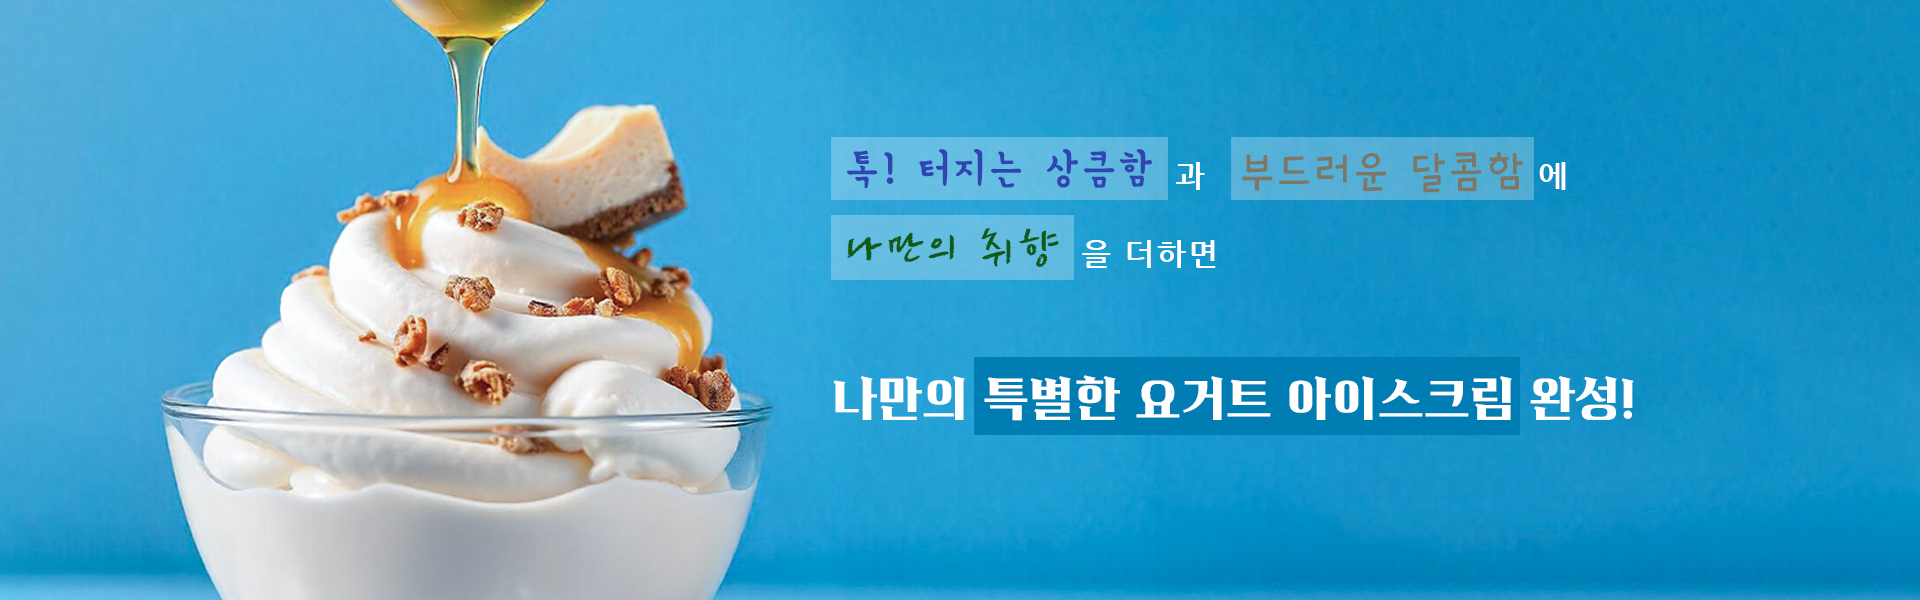 톡! 터지는 상큼함 과 부드러운 달콤함 에
나만의 취향 을 더하면
나만의 특별한 요거트 아이스크림 완성!